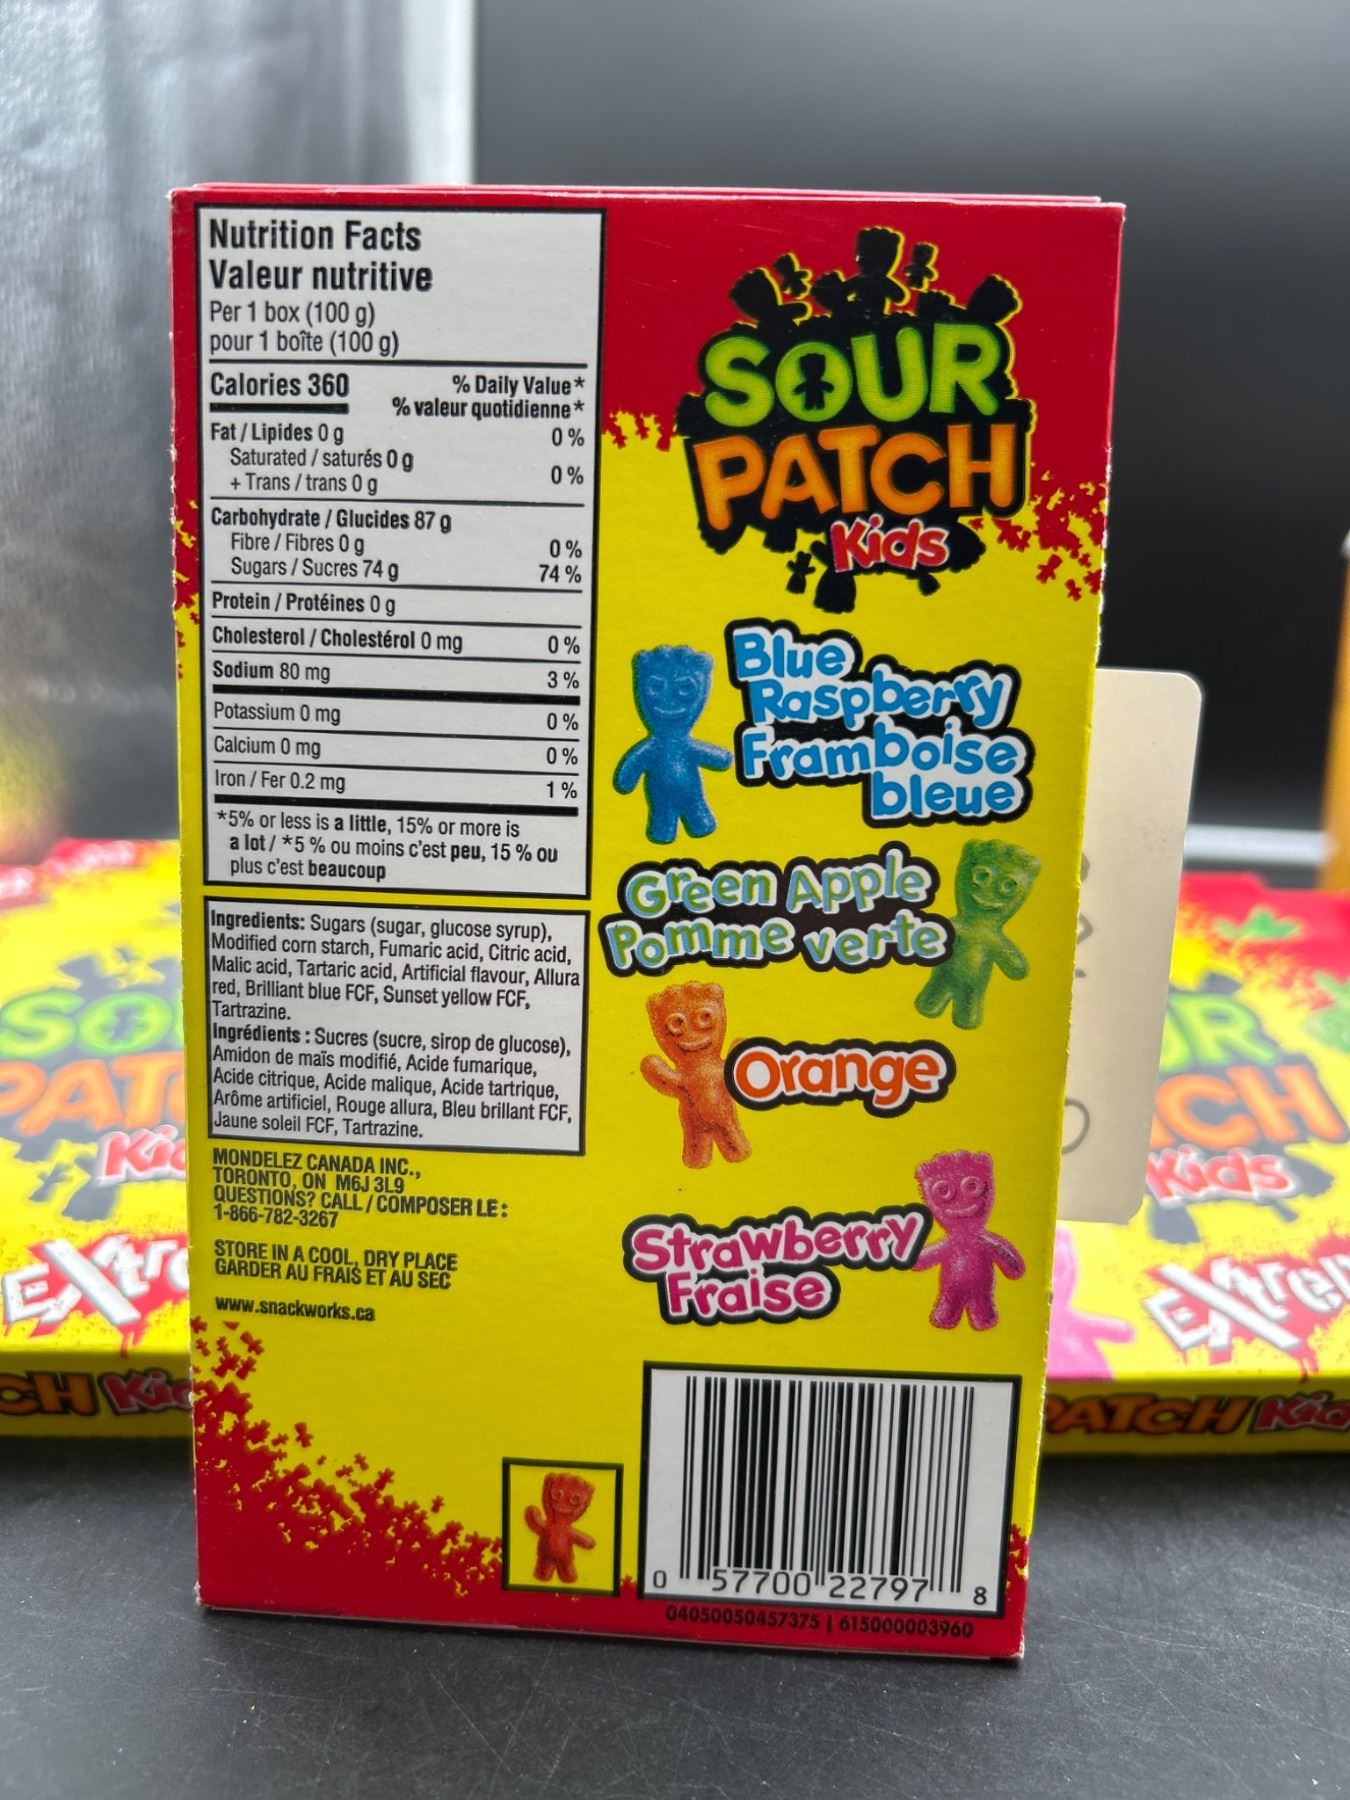 Nutrition Facts
Valeur nutritive
Per 1 box (100 g)
pour 1 boîte (100 g)
Calories 360
% Daily Value*
% valeur quotidienne*
Fat / Lipides 0 g 0 %
Saturated / saturés 0 g
+ Trans / trans 0 g 0 %
Carbohydrate / Glucides 87 g
Fibre / Fibres 0 g 0 %
Sugars / Sucres 74 g 74 %
Protein / Protéines 0 g
Cholesterol / Cholestérol 0 mg 0 %
Sodium 80 mg 3 %
Potassium 0 mg 0 %
Calcium 0 mg 0 %
Iron / Fer 0.2 mg 1 %
*5% or less is a little, 15% or more is
a lot / *5 % ou moins c'est peu, 15 % ou
plus c'est beaucoup
Ingredients: Sugars (sugar, glucose syrup),
Modified corn starch, Fumaric acid, Citric acid,
Malic acid, Tartaric acid, Artificial flavour, Allura
red, Brilliant blue FCF, Sunset yellow FCF,
Tartrazine.
Ingrédients : Sucres (sucre, sirop de glucose),
Amidon de maïs modifié, Acide fumarique,
Acide citrique, Acide malique, Acide tartrique,
Arôme artificiel, Rouge allura, Bleu brillant FCF,
Jaune soleil FCF, Tartrazine.
MONDELEZ CANADA INC.,
TORONTO, ON M6J 3L9
QUESTIONS? CALL / COMPOSER LE :
1-866-782-3267
STORE IN A COOL, DRY PLACE
GARDER AU FRAIS ET AU SEC
www.snackworks.ca
SOUR
PATCH
Kids
Blue
Raspberry
Framboise
bleue
Green Apple
Pomme verte
Orange
Strawberry
Fraise
0 57700 22797 8
04050050457375 | 615000003960
SO
PAT
Kid
Extre
CH Kid
UR
CH
Kids
Extrem
PATCH Kid